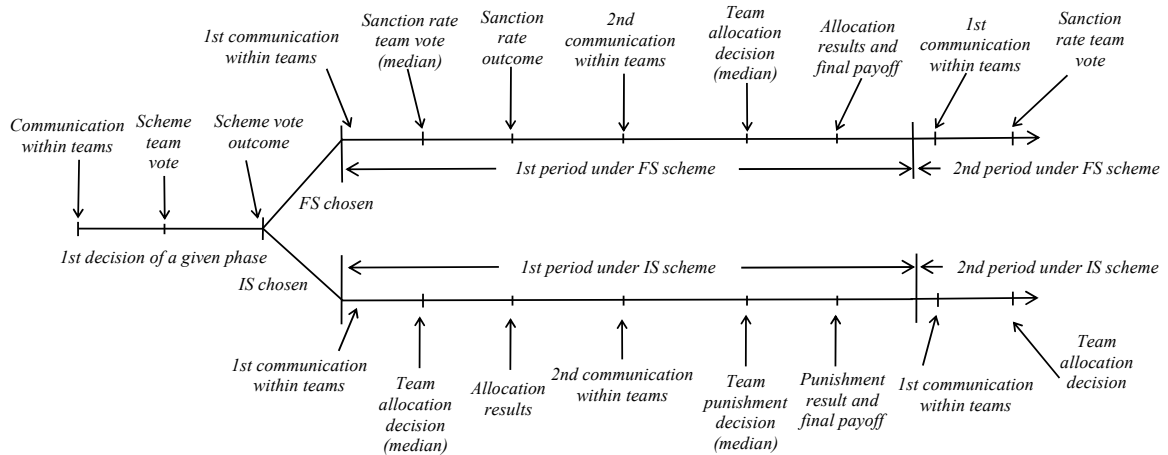 1st communication
within teams
Sanction rate
team vote
(median)
Sanction
rate
outcome
2nd
communication
within teams
Team
allocation
decision
(median)
Allocation
results and
final payoff
1st
communication
within teams
Sanction
rate team
vote
Communication
within teams
Scheme
team
vote
Scheme vote
outcome
1st period under FS scheme
2nd period under FS scheme
FS chosen
1st decision of a given phase
IS chosen
1st period under IS scheme
2nd period under IS scheme
1st communication
within teams
Team
allocation
decision
(median)
Allocation
results
2nd communication
within teams
Team
punishment
decision
(median)
Punishment
result and
final payoff
1st communication
within teams
Team
allocation
decision